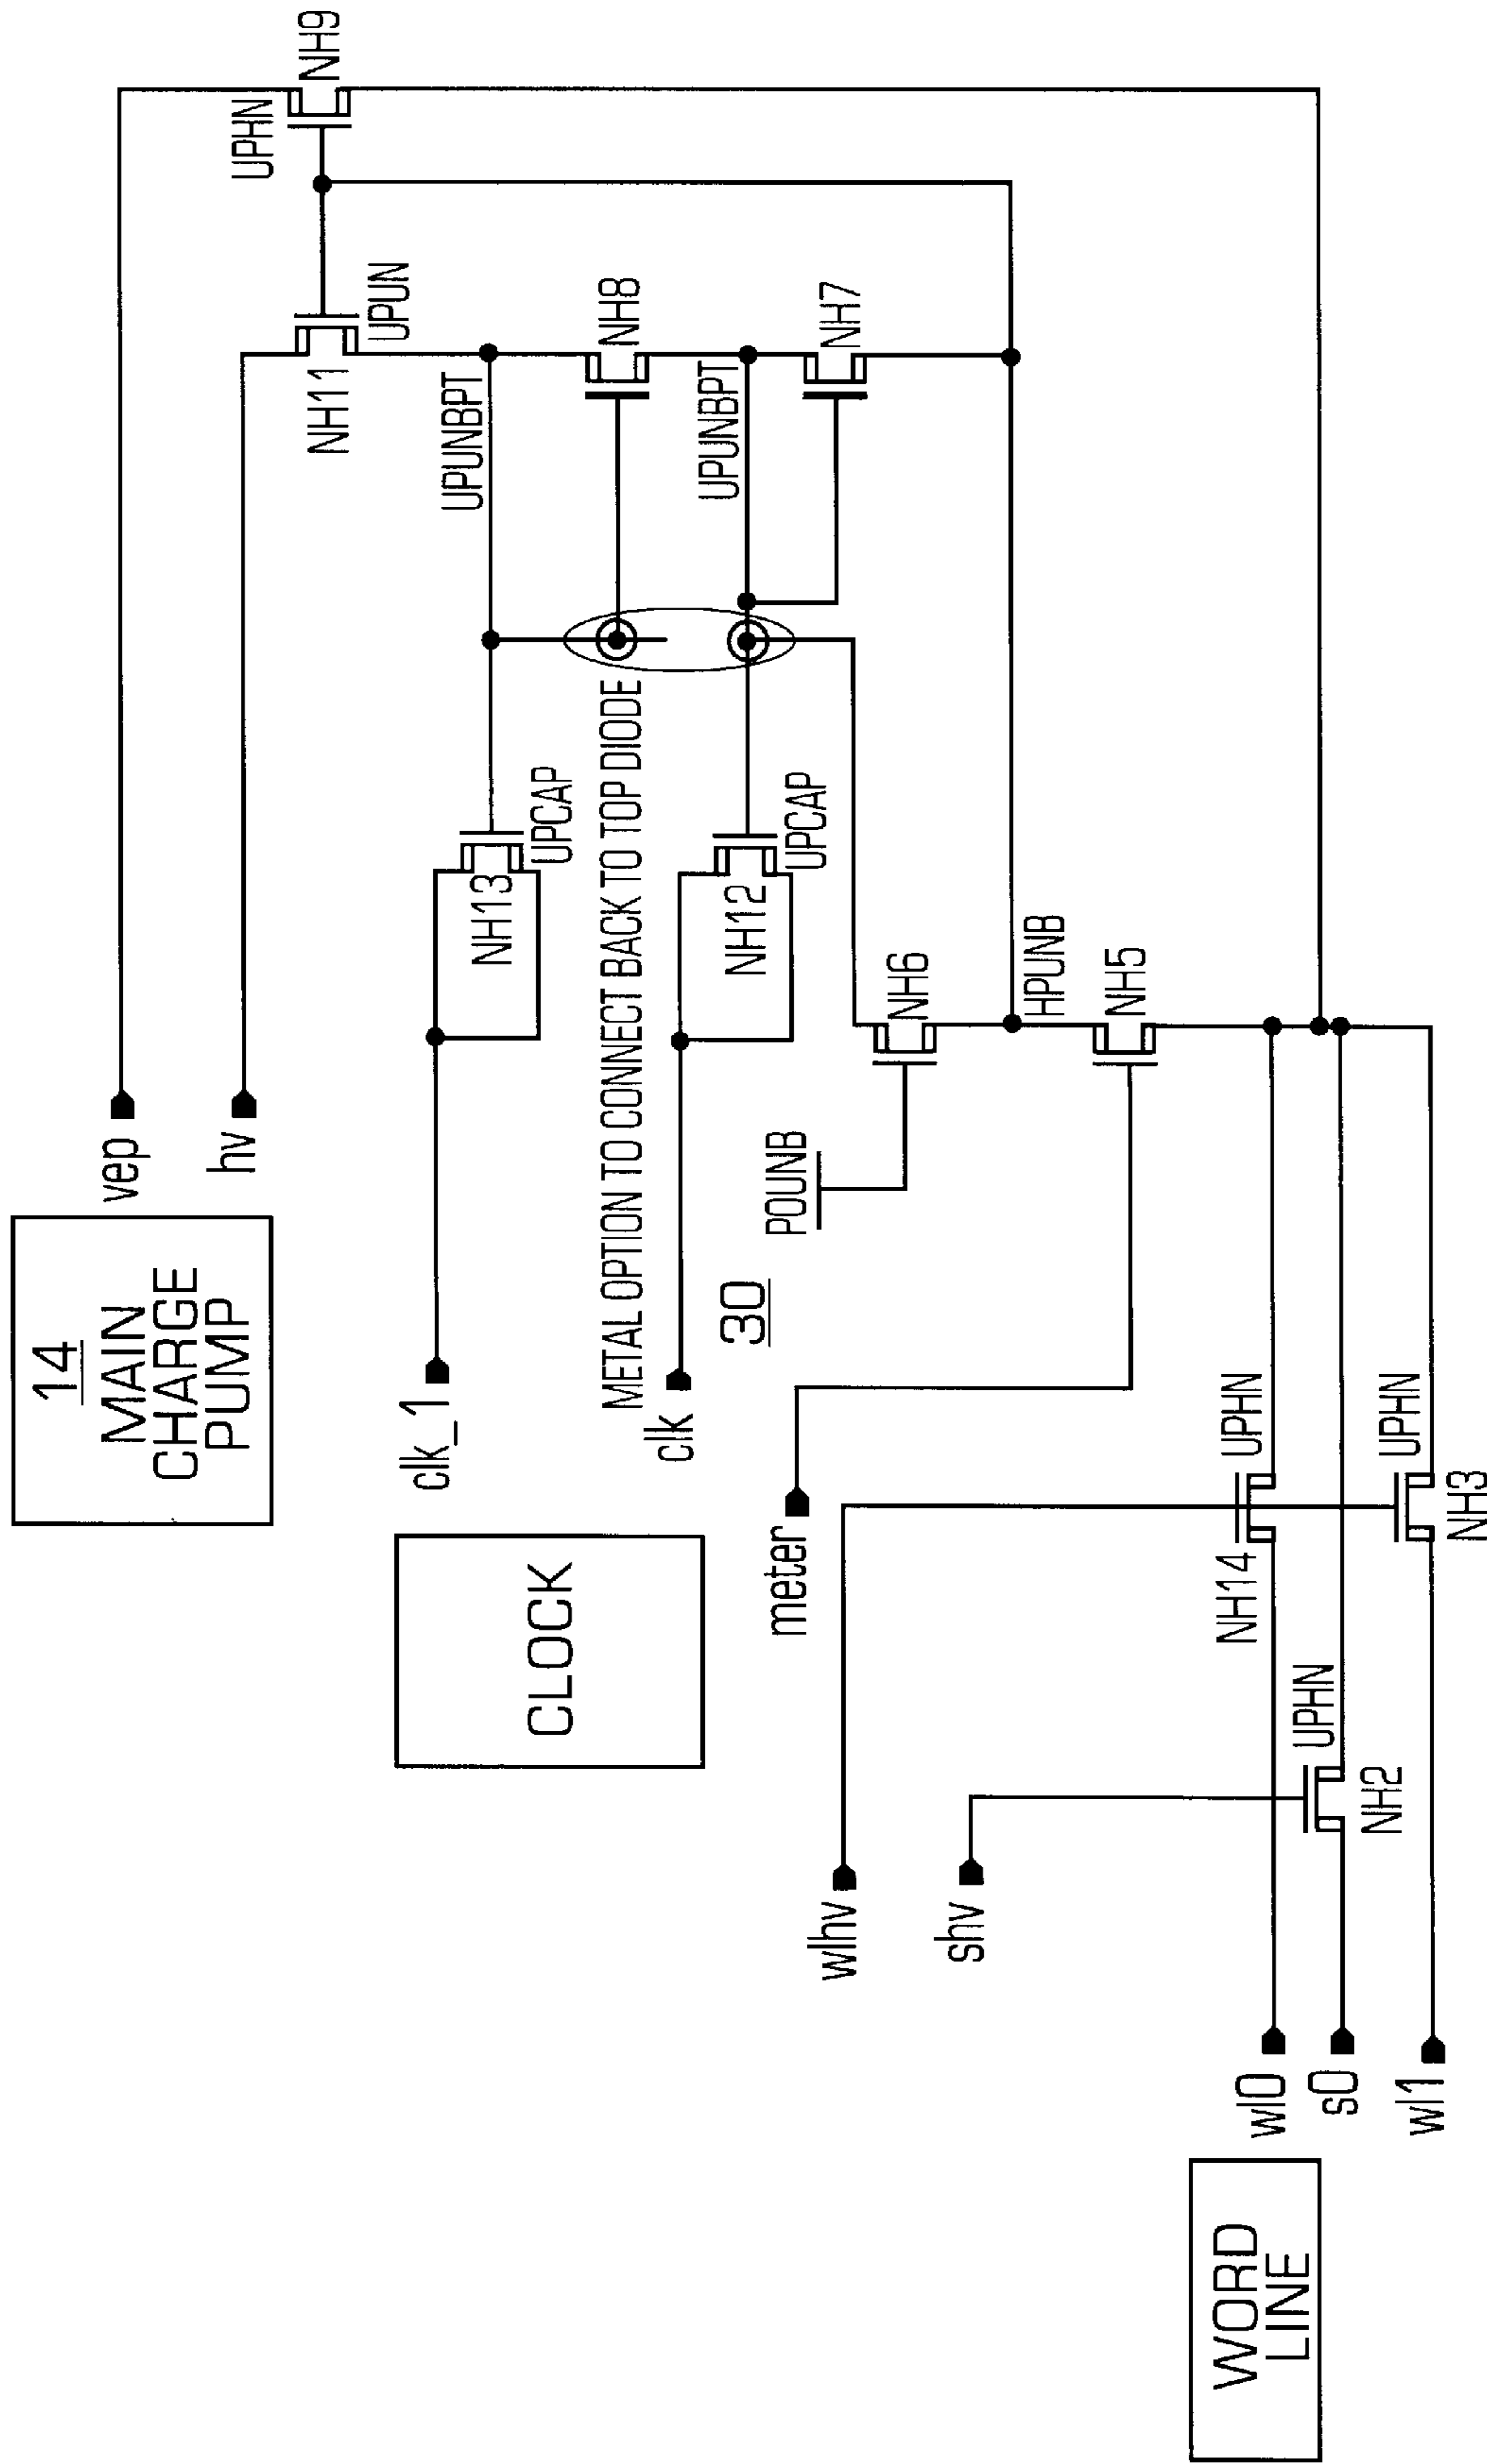 14
MAIN
CHARGE
PUMP
vep
hv
NH9
UPHN
NH11
UPUN
CLOCK
clk_1
clk
NH13
UPCAP
NH12
UPCAP
UPUNBPT
NH8
UPUNBPT
NH7
METAL OPTION TO CONNECT BACK TO TOP DIODE
30
meter
POUNB
NH6
HPUNB
NH5
wlhv
shv
NH14
UPHN
UPHN
NH2
UPHN
NH3
WORD
LINE
wl0
s0
wl1